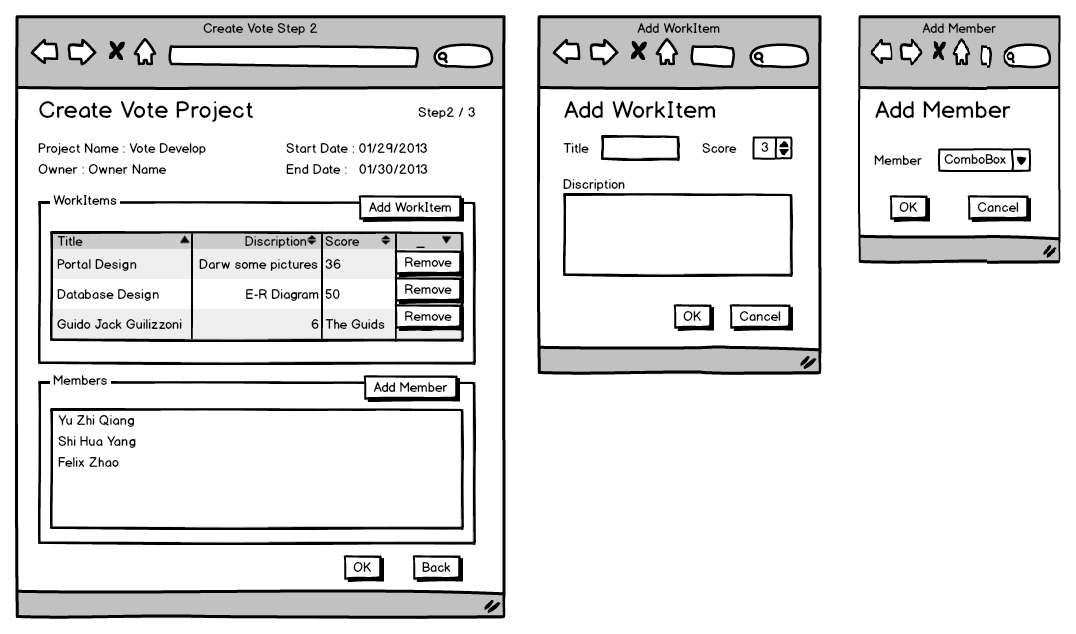 Create Vote Step 2
Create Vote Project
Step2 / 3
Project Name : Vote Develop
Start Date : 01/29/2013
Owner : Owner Name
End Date : 01/30/2013
WorkItems
Add WorkItem
Title Discription Score _
Portal Design Darw some pictures 36 Remove
Database Design E-R Diagram 50 Remove
Guido Jack Guilizzoni 6 The Guids Remove
Members
Add Member
Yu Zhi Qiang
Shi Hua Yang
Felix Zhao
OK Back
Add WorkItem
Add WorkItem
Title Score 3
Discription
OK Cancel
Add Member
Add Member
Member ComboBox
OK Cancel